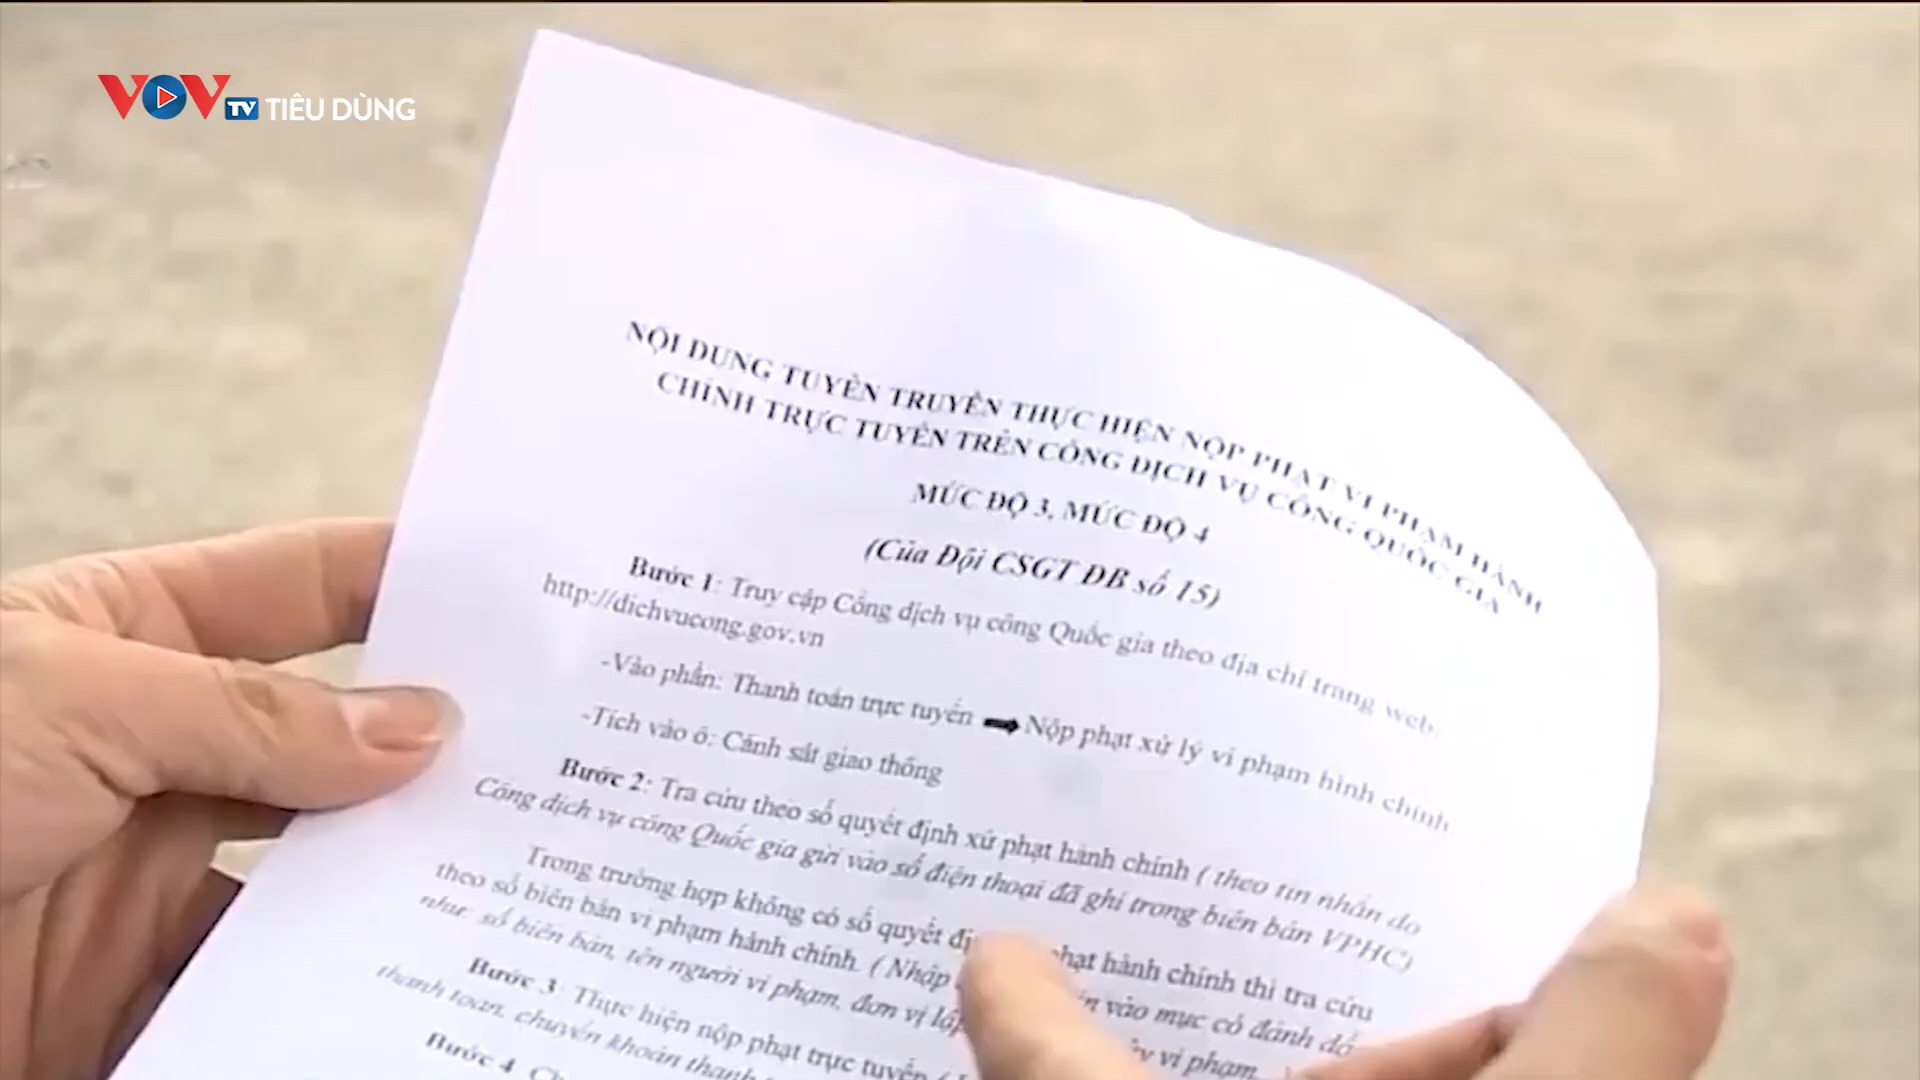 VOV TV TIÊU DÙNG
NỘI DUNG TUYÊN TRUYỀN THỰC HIỆN NỘP PHẠT VI PHẠM HÀNH
CHÍNH TRỰC TUYẾN TRÊN CỔNG DỊCH VỤ CÔNG QUỐC GIA
MỨC ĐỘ 3, MỨC ĐỘ 4
(Của Đội CSGT ĐB số 15)
Bước 1: Truy cập Cổng dịch vụ công Quốc gia theo địa chỉ trang web:
http://dichvucong.gov.vn
-Vào phần: Thanh toán trực tuyến ➡ Nộp phạt xử lý vi phạm hình chính
-Tích vào ô: Cảnh sát giao thông
Bước 2: Tra cứu theo số quyết định xử phạt hành chính ( theo tin nhắn do
Cổng dịch vụ công Quốc gia gửi vào số điện thoại đã ghi trong biên bản VPHC)
Trong trường hợp không có số quyết phạt hành chính thì tra cứu
theo số biên bản vi phạm hành chính. ( Nhập vào mục có đánh dấ
như: số biên bản, tên người vi phạm, đơn vị lập vi phạm,
Bước 3: Thực hiện nộp phạt trực tuyến (
thanh toán, chuyển khoản thanh
Bước 4